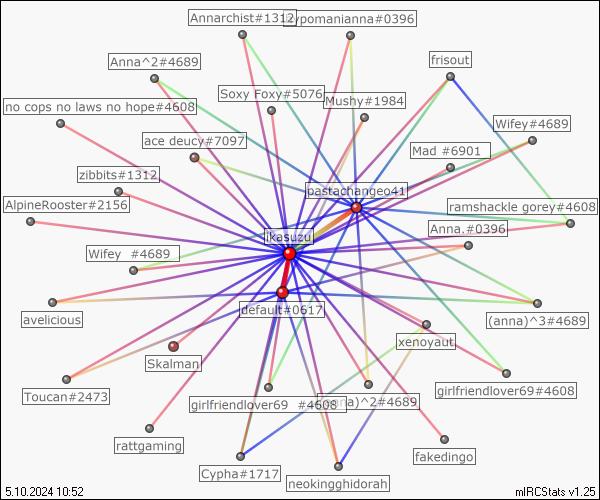 Annarchist#1312
ypomanianna#0396
Anna^2#4689
frisout
Soxy Foxy#5076
Mushy#1984
no cops no laws no hope#4608
Wifey#4689
ace deucy#7097
Mad #6901
zibbits#1312
pastachangeo41
AlpineRooster#2156
ramshackle gorey#4608
Anna.#0396
ikasuzu
Wifey #4689
default#0617
avelicious
(anna)^3#4689
xenoyaut
Skalman
girlfriendlover69 #4608
Toucan#2473
girlfriendlover69 #4608
)^2#4689
rattgaming
fakedingo
Cypha#1717
neokingghidorah
5.10.2024 10:52
mIRCStats v1.25